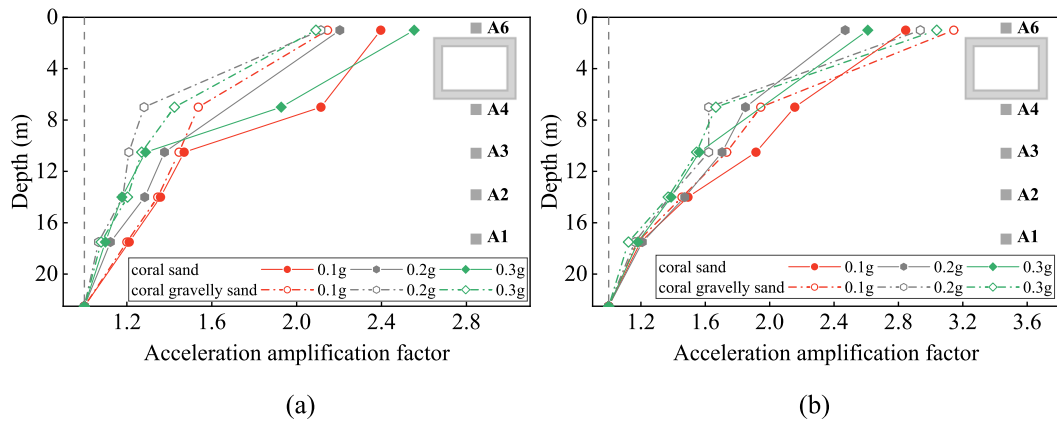 0
4
8
12
16
20
Depth (m)
A6
A4
A3
A2
A1
coral sand 0.1g 0.2g 0.3g
coral gravelly sand 0.1g 0.2g 0.3g
1.2 1.6 2.0 2.4 2.8
Acceleration amplification factor
(a)
0
4
8
12
16
20
Depth (m)
A6
A4
A3
A2
A1
coral sand 0.1g 0.2g 0.3g
coral gravelly sand 0.1g 0.2g 0.3g
1.2 1.6 2.0 2.4 2.8 3.2 3.6
Acceleration amplification factor
(b)